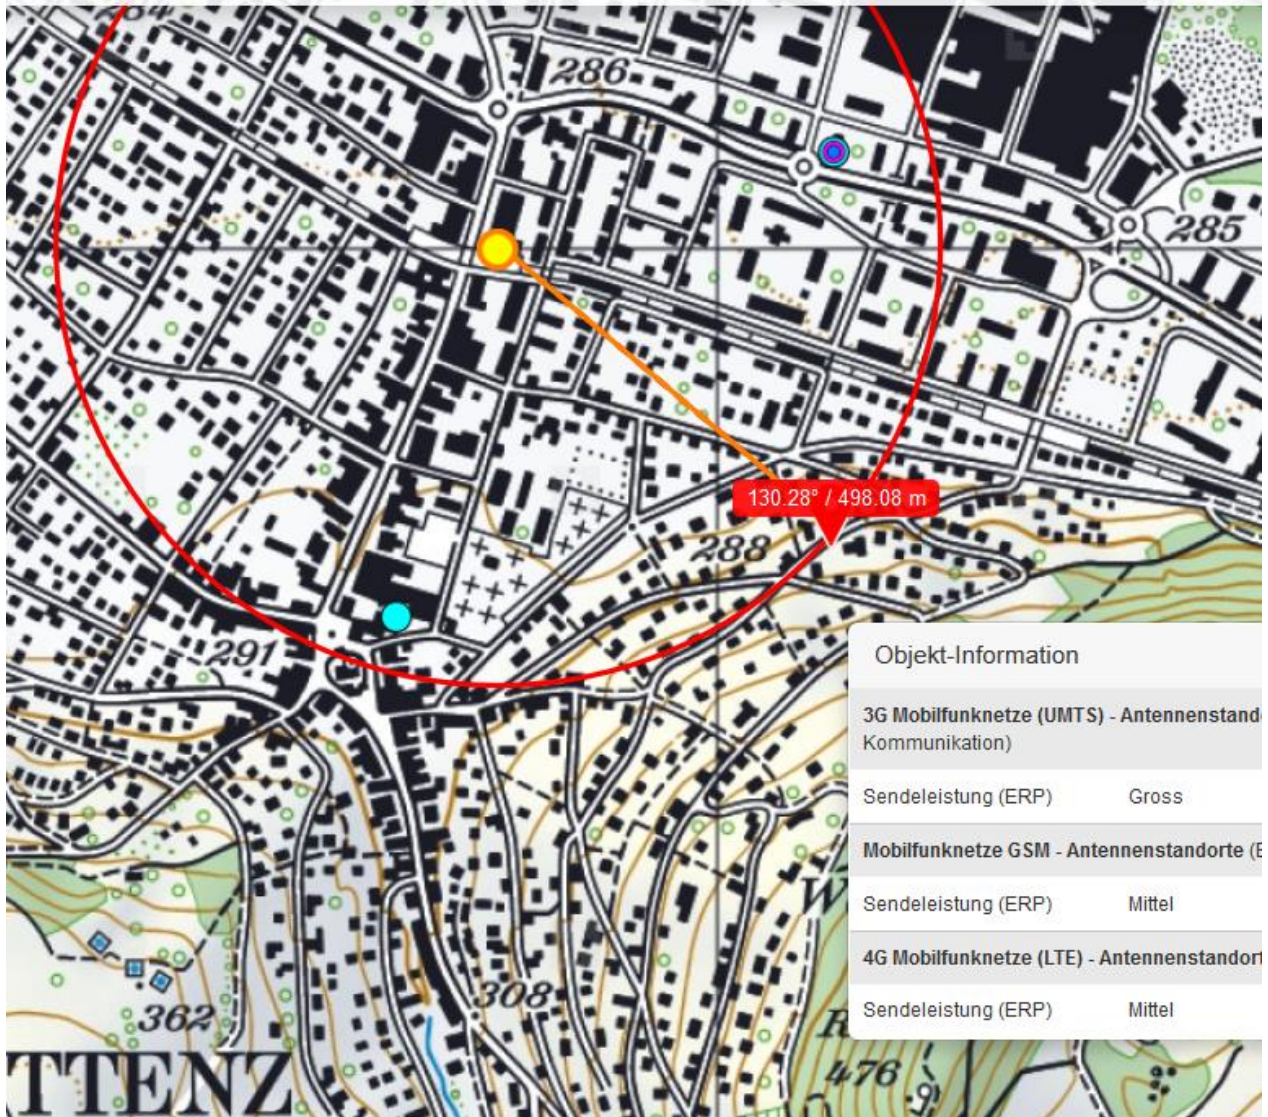 286
285
130.28° / 498.08 m
288
291
Objekt-Information
3G Mobilfunknetze (UMTS) - Antennenstand
Kommunikation)
Sendeleistung (ERP) Gross
Mobilfunknetze GSM - Antennenstandorte (
Sendeleistung (ERP) Mittel
4G Mobilfunknetze (LTE) - Antennenstandort
Sendeleistung (ERP) Mittel
308
362
TTENZ
476